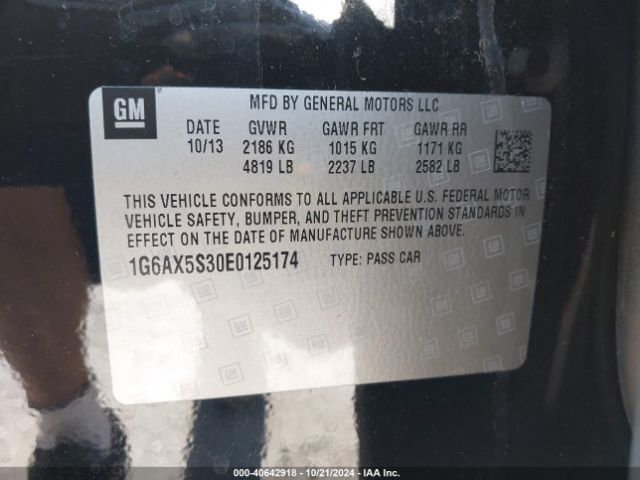 GM
MFD BY GENERAL MOTORS LLC
DATE GVWR GAWR FRT GAWR RR
10/13 2186 KG 1015 KG 1171 KG
4819 LB 2237 LB 2582 LB
THIS VEHICLE CONFORMS TO ALL APPLICABLE U.S. FEDERAL MOTOR
VEHICLE SAFETY, BUMPER, AND THEFT PREVENTION STANDARDS IN
EFFECT ON THE DATE OF MANUFACTURE SHOWN ABOVE.
1G6AX5S30E0125174 TYPE: PASS CAR
000-40642918 - 10/21/2024 - IAA Inc.